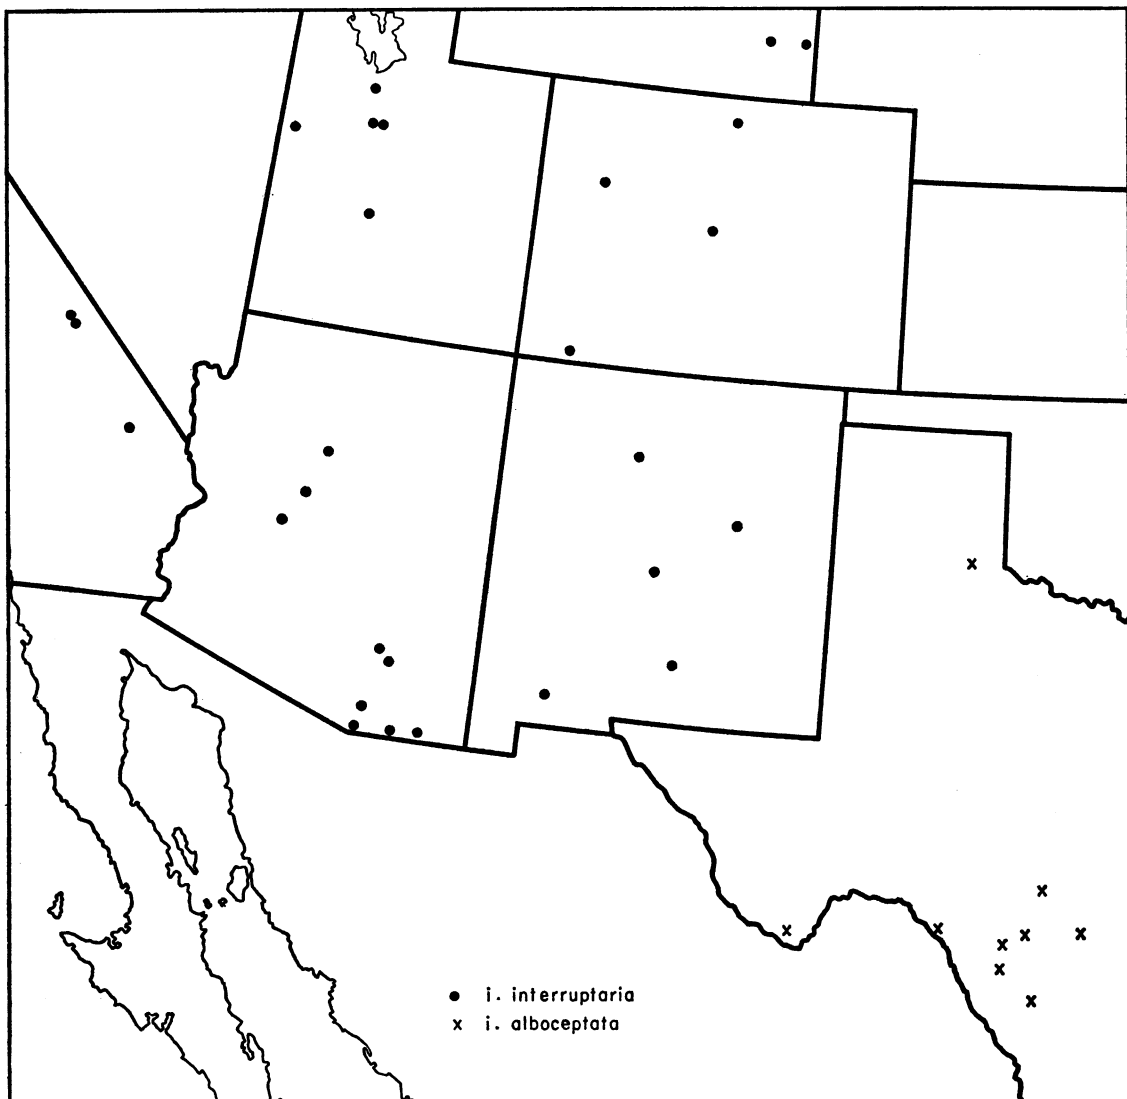 ● i. interruptaria
x i. alboceptata